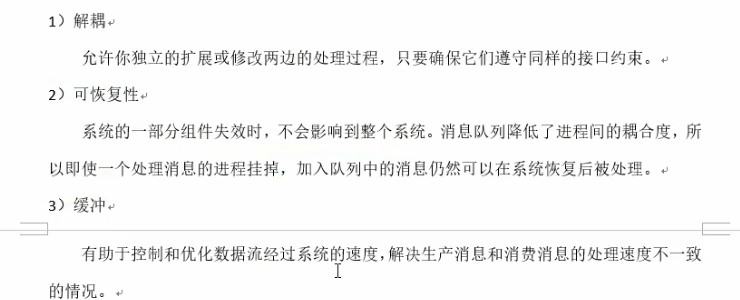 1）解耦
允许你独立的扩展或修改两边的处理过程，只要确保它们遵守同样的接口约束。
2）可恢复性
系统的一部分组件失效时，不会影响到整个系统。消息队列降低了进程间的耦合度，所
以即使一个处理消息的进程挂掉，加入队列中的消息仍然可以在系统恢复后被处理。
3）缓冲
有助于控制和优化数据流经过系统的速度，解决生产消息和消费消息的处理速度不一致
的情况。